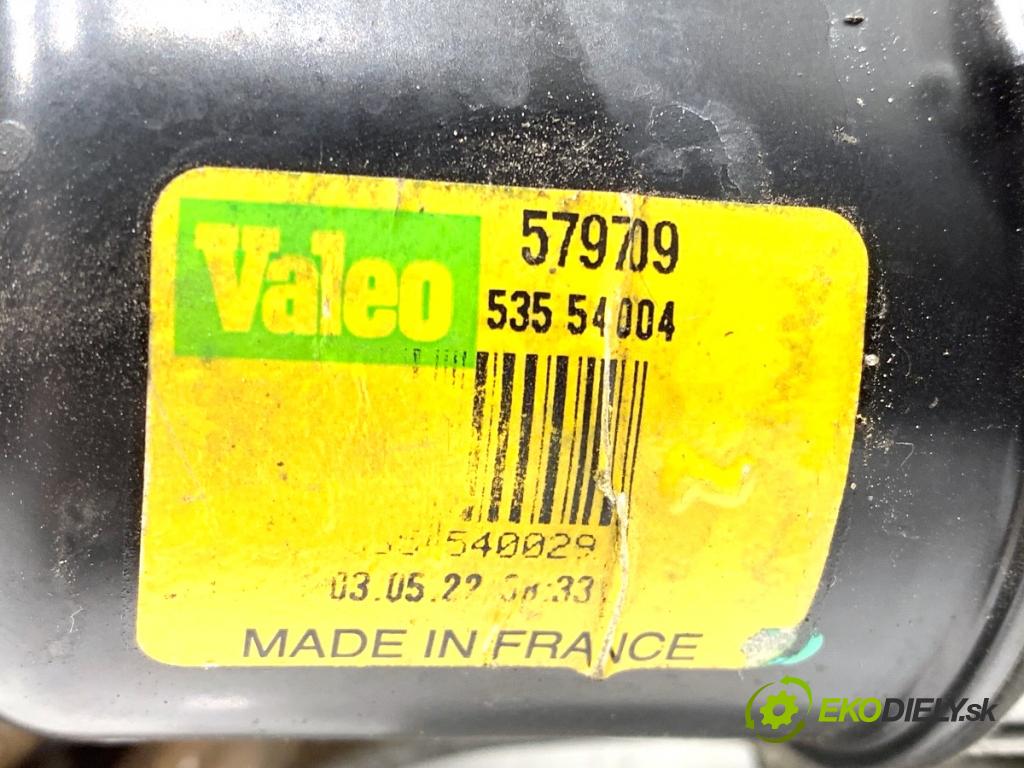 Valeo
579709
535 54004
540029
03.05.22
MADE IN FRANCE
EKODIELY.sk